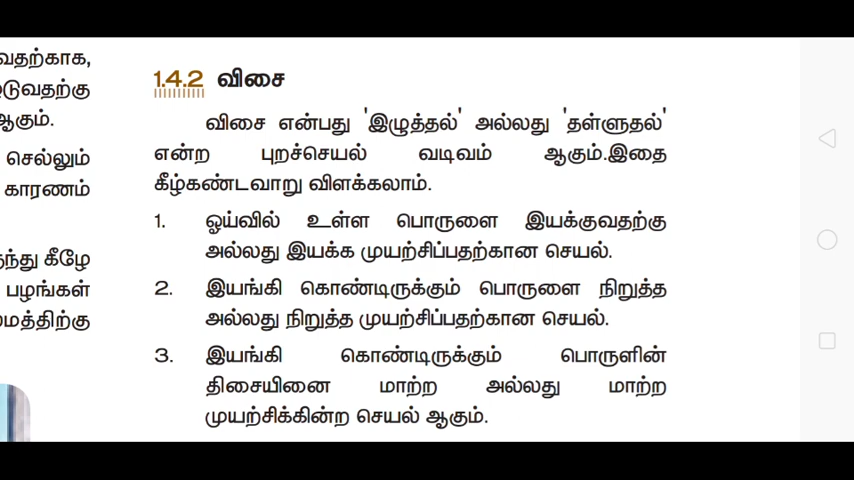 வதற்காக,
டுவதற்கு
ஆகும்.
செல்லும்
காரணம்
ந்து கீழே
பழங்கள்
மத்திற்கு
1.4.2 விசை
விசை என்பது 'இழுத்தல்' அல்லது 'தள்ளுதல்'
என்ற புறச்செயல் வடிவம் ஆகும்.இதை
கீழ்கண்டவாறு விளக்கலாம்.
1. ஓய்வில் உள்ள பொருளை இயக்குவதற்கு
அல்லது இயக்க முயற்சிப்பதற்கான செயல்.
2. இயங்கி கொண்டிருக்கும் பொருளை நிறுத்த
அல்லது நிறுத்த முயற்சிப்பதற்கான செயல்.
3. இயங்கி கொண்டிருக்கும் பொருளின்
திசையினை மாற்ற அல்லது மாற்ற
முயற்சிக்கின்ற செயல் ஆகும்.